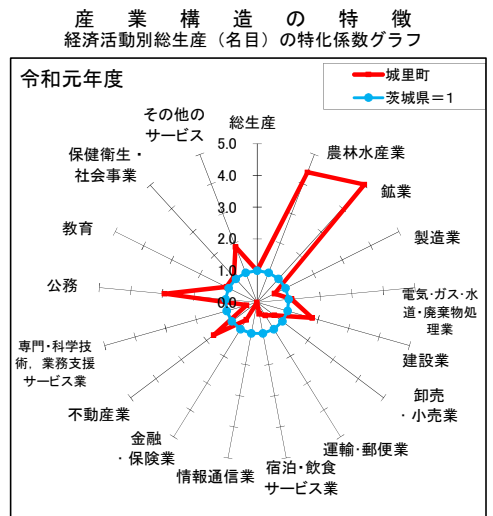 産業構造の特徴
経済活動別総生産（名目）の特化係数グラフ
令和元年度
城里町
茨城県＝1
総生産
農林水産業
鉱業
製造業
電気･ガス･水
道･廃棄物処
理業
建設業
卸売
・小売業
運輸･郵便業
宿泊・飲食
サービス業
情報通信業
金融
・保険業
不動産業
専門・科学技
術，業務支援
サービス業
公務
教育
保健衛生・
社会事業
その他の
サービス
5.0
4.0
3.0
2.0
1.0
0.0